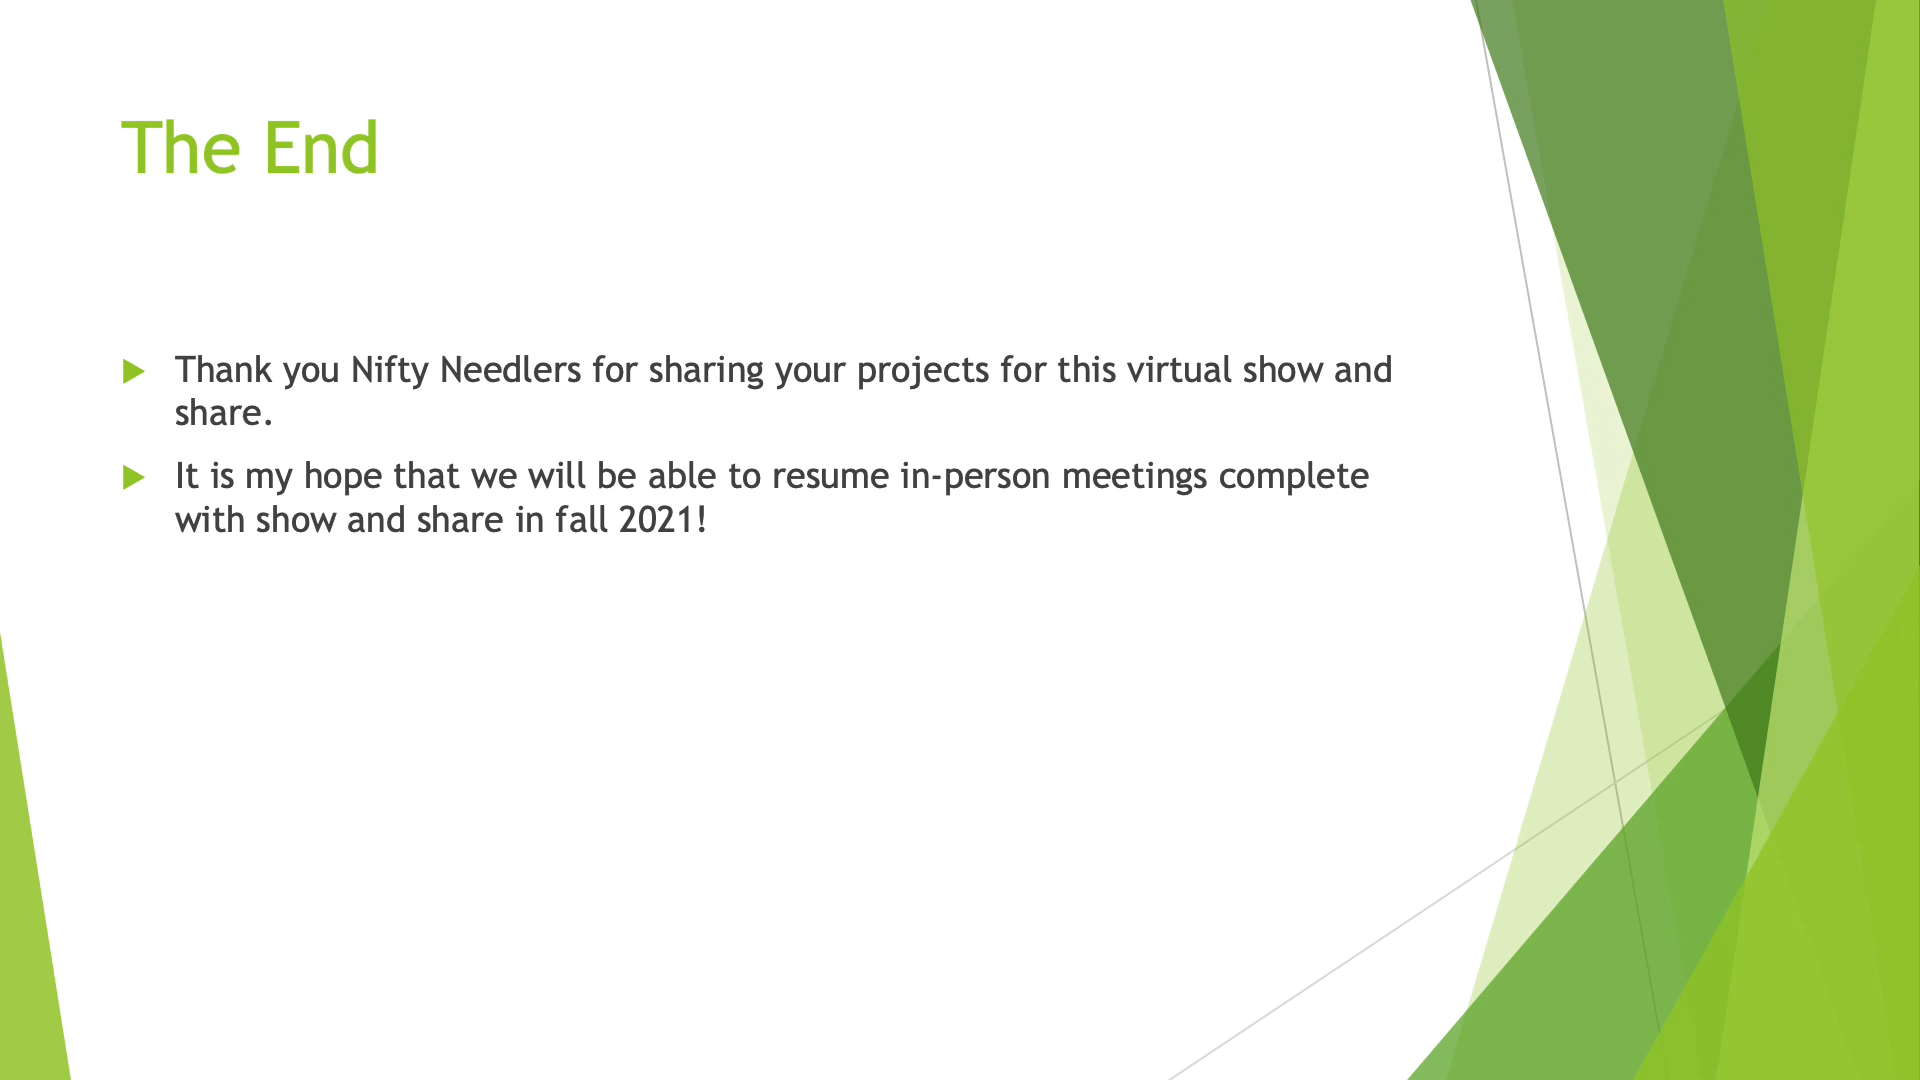 The End
Thank you Nifty Needlers for sharing your projects for this virtual show and
share.
It is my hope that we will be able to resume in-person meetings complete
with show and share in fall 2021!